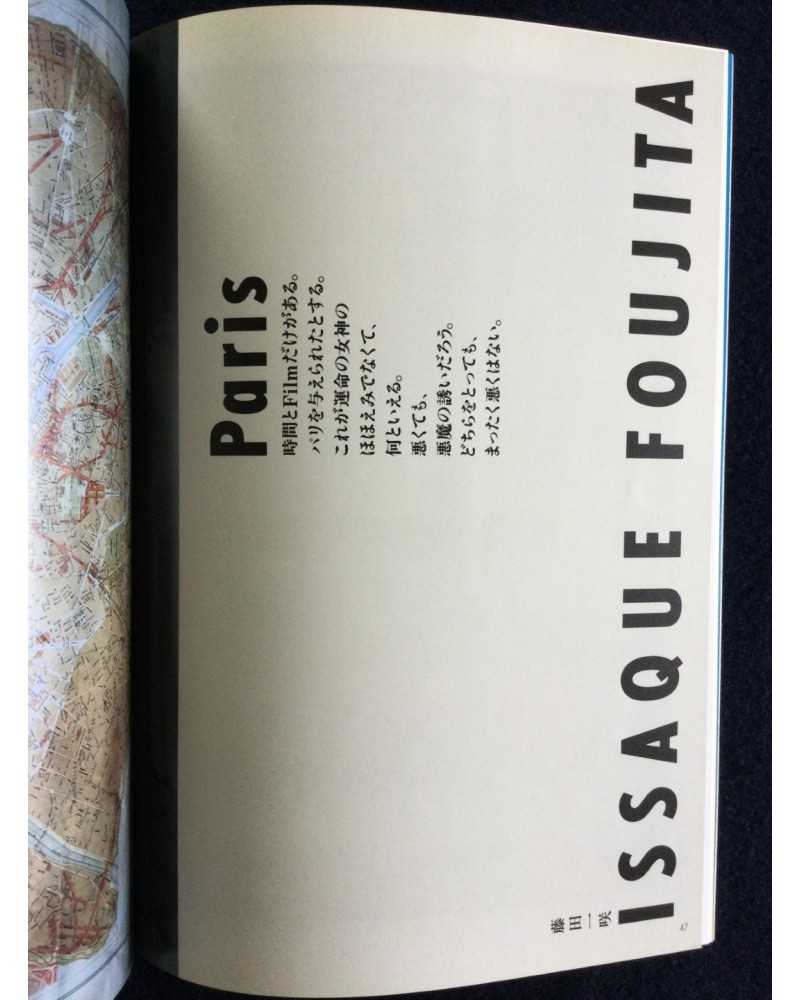 Paris
時間とFilmだけがある。
パリを与えられたとする。
これが運命の女神の
ほほえみでなくて、
何といえる。
悪くても、
悪魔の誘いだろう。
どちらをとっても、
まったく悪くはない。
藤田一咲
ISSAQUE FOUJITA
47